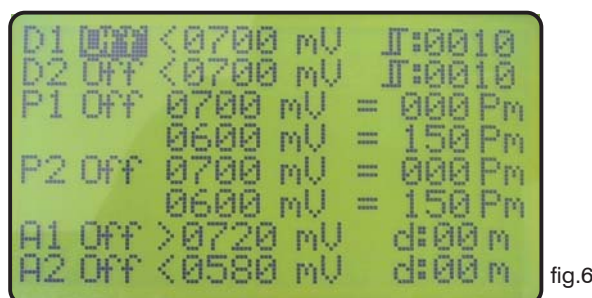 D1 Off <0700 mV ⎍:0010
D2 Off <0700 mV ⎍:0010
P1 Off 0700 mV = 000 Pm
0600 mV = 150 Pm
P2 Off 0700 mV = 000 Pm
0600 mV = 150 Pm
A1 Off >0720 mV d:00 m
A2 Off <0580 mV d:00 m
fig.6